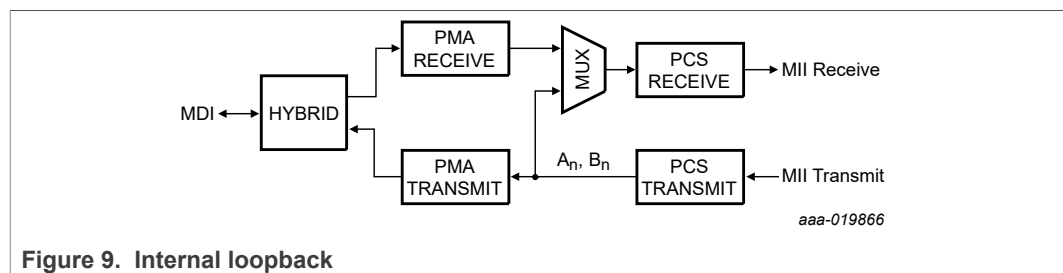 PMA
RECEIVE
MUX
PCS
RECEIVE
MII Receive
MDI
HYBRID
PMA
TRANSMIT
An, Bn
PCS
TRANSMIT
MII Transmit
aaa-019866
Figure 9. Internal loopback